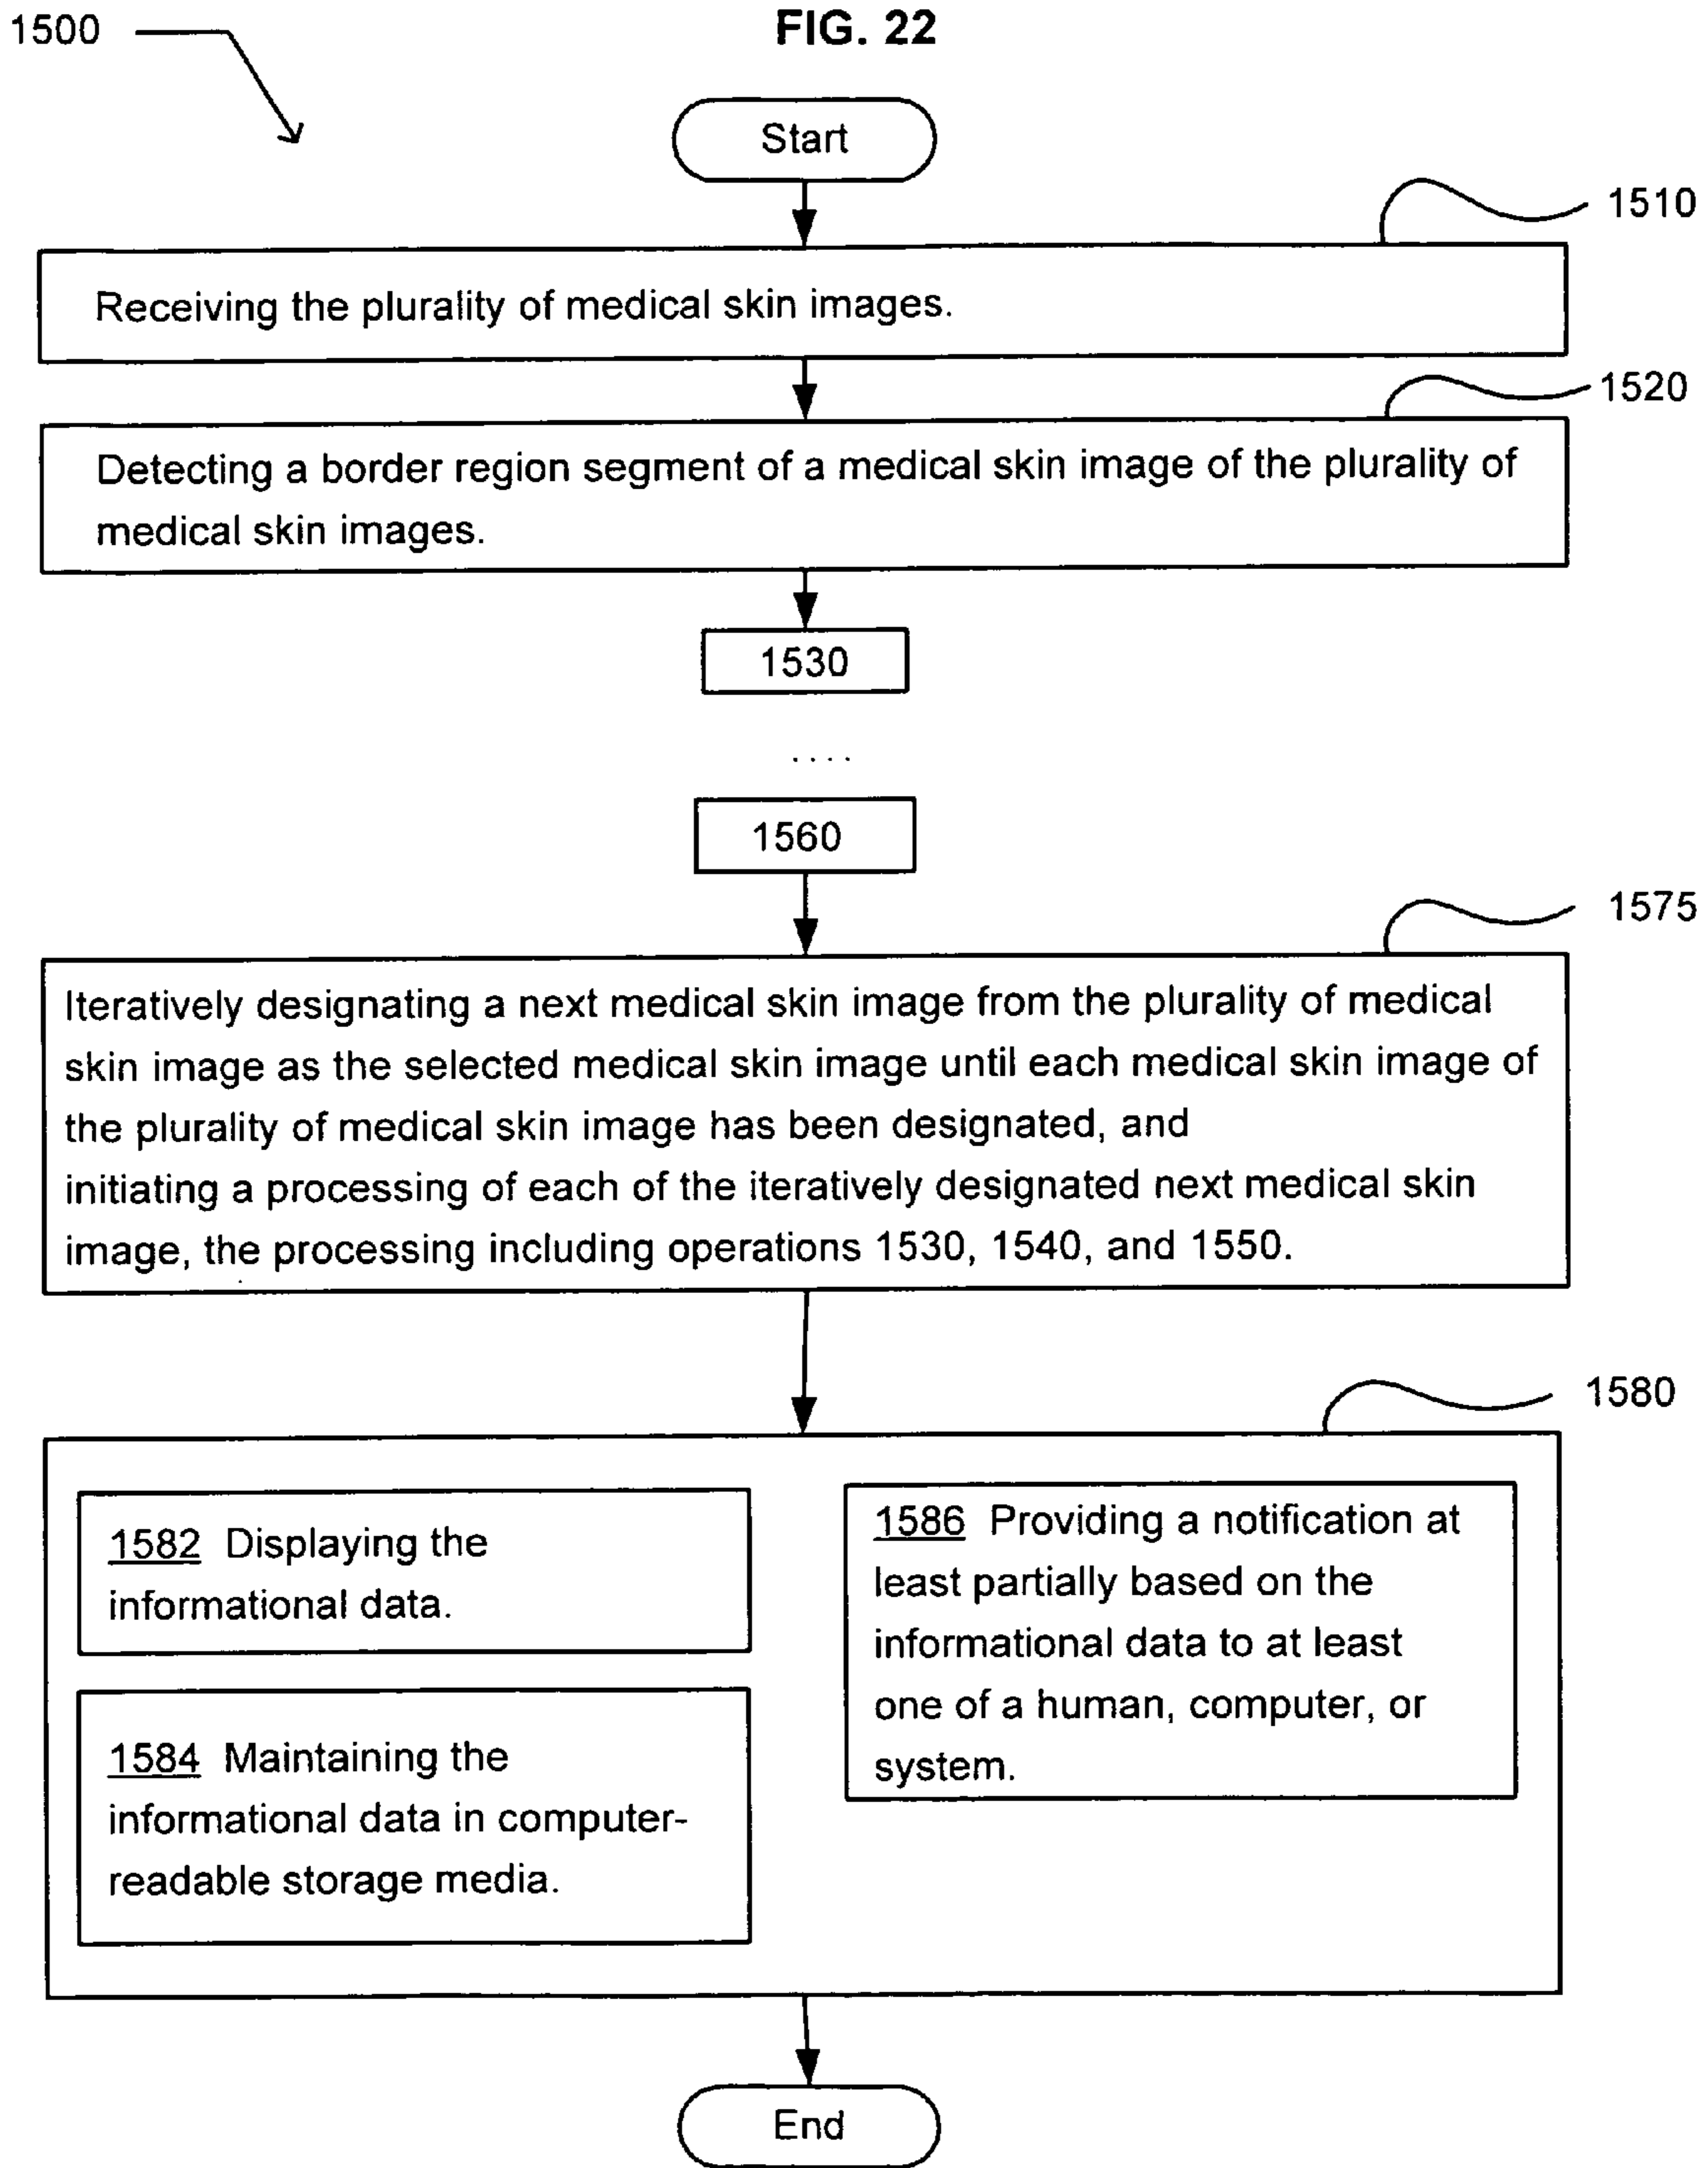 FIG. 22
1500
Start
1510
Receiving the plurality of medical skin images.
1520
Detecting a border region segment of a medical skin image of the plurality of
medical skin images.
1530
....
1560
1575
Iteratively designating a next medical skin image from the plurality of medical
skin image as the selected medical skin image until each medical skin image of
the plurality of medical skin image has been designated, and
initiating a processing of each of the iteratively designated next medical skin
image, the processing including operations 1530, 1540, and 1550.
1580
1582 Displaying the
informational data.
1584 Maintaining the
informational data in computer-
readable storage media.
1586 Providing a notification at
least partially based on the
informational data to at least
one of a human, computer, or
system.
End